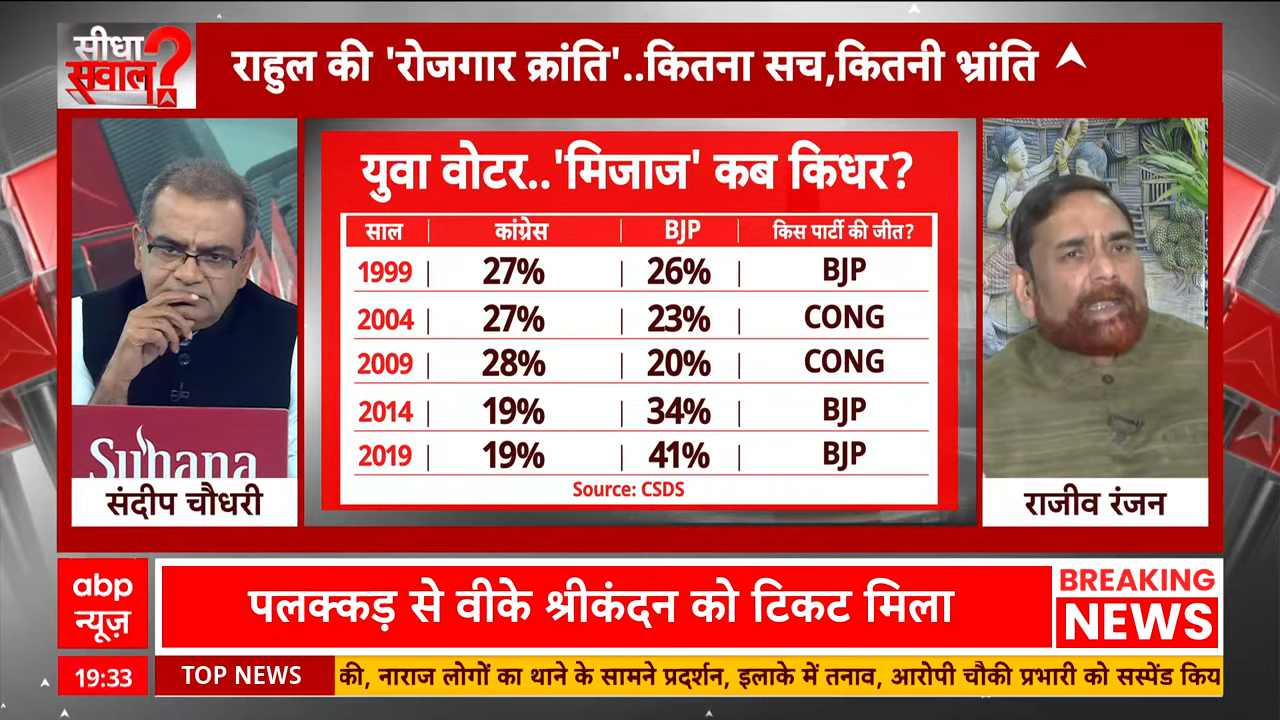 सीधा
सवाल?
राहुल की 'रोजगार क्रांति'..कितना सच,कितनी भ्रांति
युवा वोटर..'मिजाज' कब किधर?
साल | कांग्रेस | BJP | किस पार्टी की जीत?
1999 | 27% | 26% | BJP
2004 | 27% | 23% | CONG
2009 | 28% | 20% | CONG
2014 | 19% | 34% | BJP
2019 | 19% | 41% | BJP
Source: CSDS
Suhana
संदीप चौधरी
राजीव रंजन
abp
न्यूज़
पलक्कड़ से वीके श्रीकंदन को टिकट मिला
BREAKING
NEWS
19:33
TOP NEWS
की, नाराज लोगों का थाने के सामने प्रदर्शन, इलाके में तनाव, आरोपी चौकी प्रभारी को सस्पेंड किय